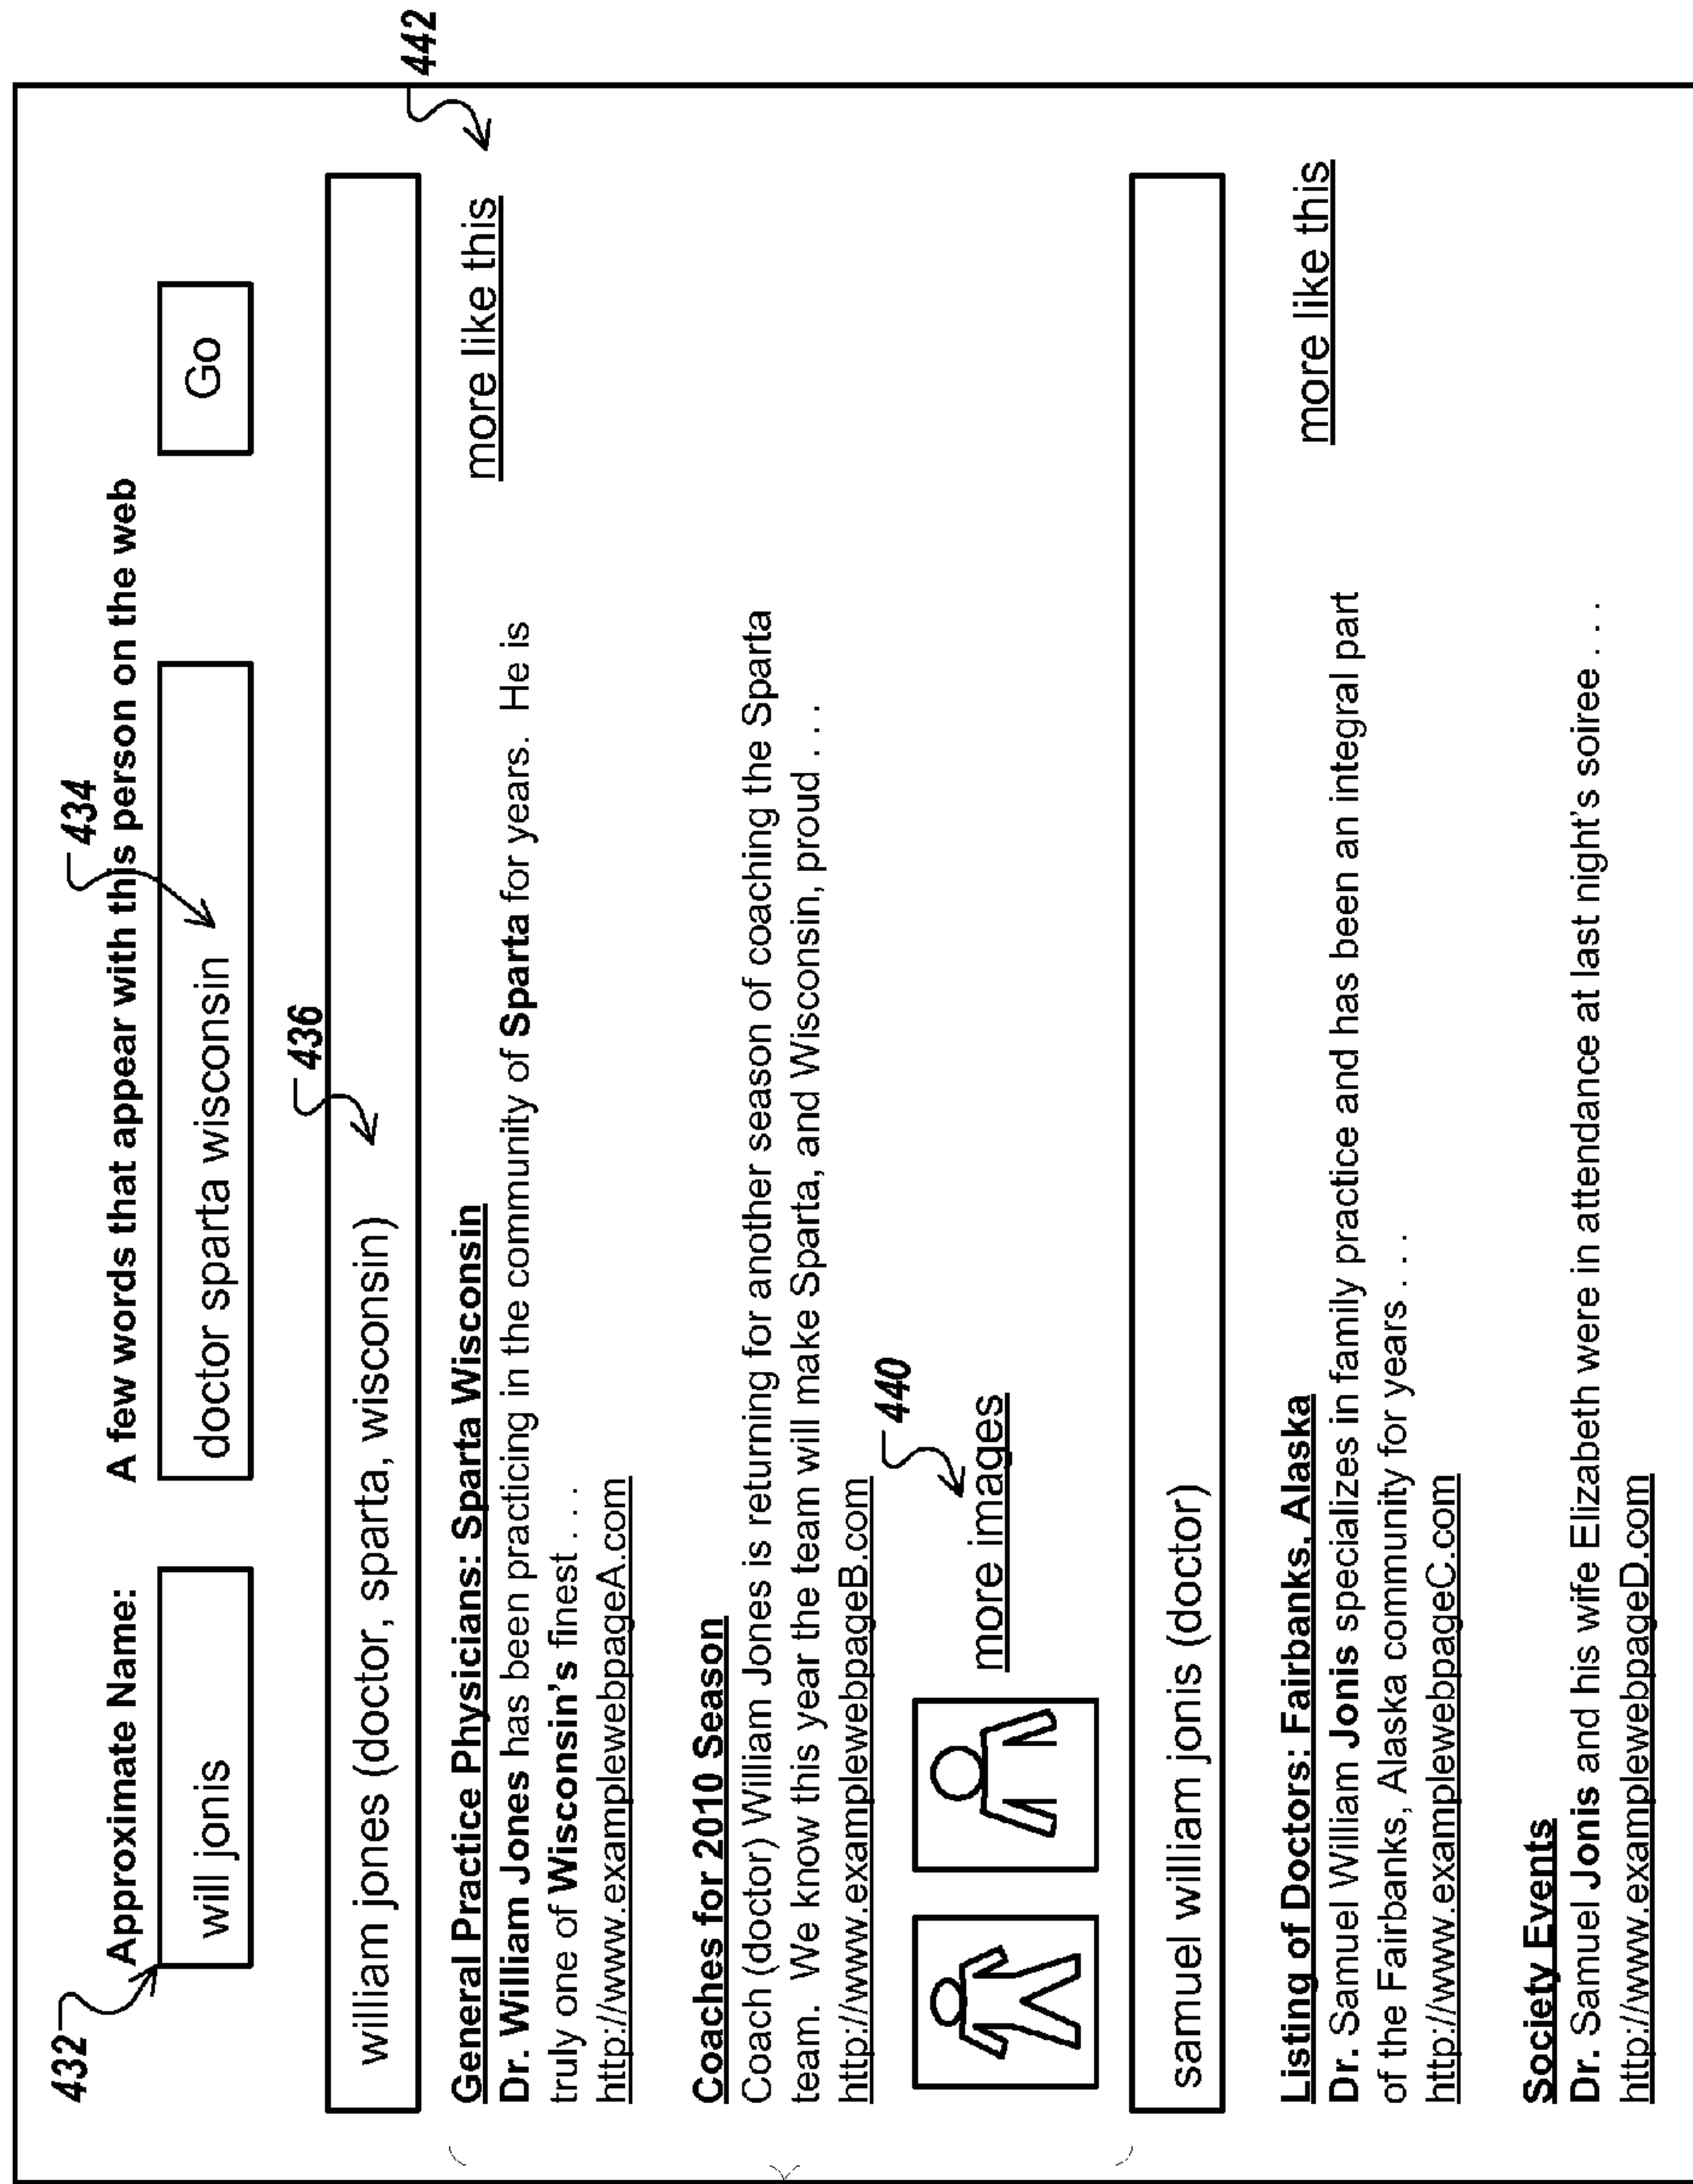 432
Approximate Name:
will jonis
434
A few words that appear with this person on the web
doctor sparta wisconsin
Go
436
william jones (doctor, sparta, wisconsin)
442
General Practice Physicians: Sparta Wisconsin
more like this
Dr. William Jones has been practicing in the community of Sparta for years. He is
truly one of Wisconsin's finest . . .
http://www.examplewebpageA.com
Coaches for 2010 Season
Coach (doctor) William Jones is returning for another season of coaching the Sparta
team. We know this year the team will make Sparta, and Wisconsin, proud . . .
http://www.examplewebpageB.com
440
more images
samuel william jonis (doctor)
Listing of Doctors: Fairbanks, Alaska
more like this
Dr. Samuel William Jonis specializes in family practice and has been an integral part
of the Fairbanks, Alaska community for years . . .
http://www.examplewebpageC.com
Society Events
Dr. Samuel Jonis and his wife Elizabeth were in attendance at last night's soiree . . .
http://www.examplewebpageD.com